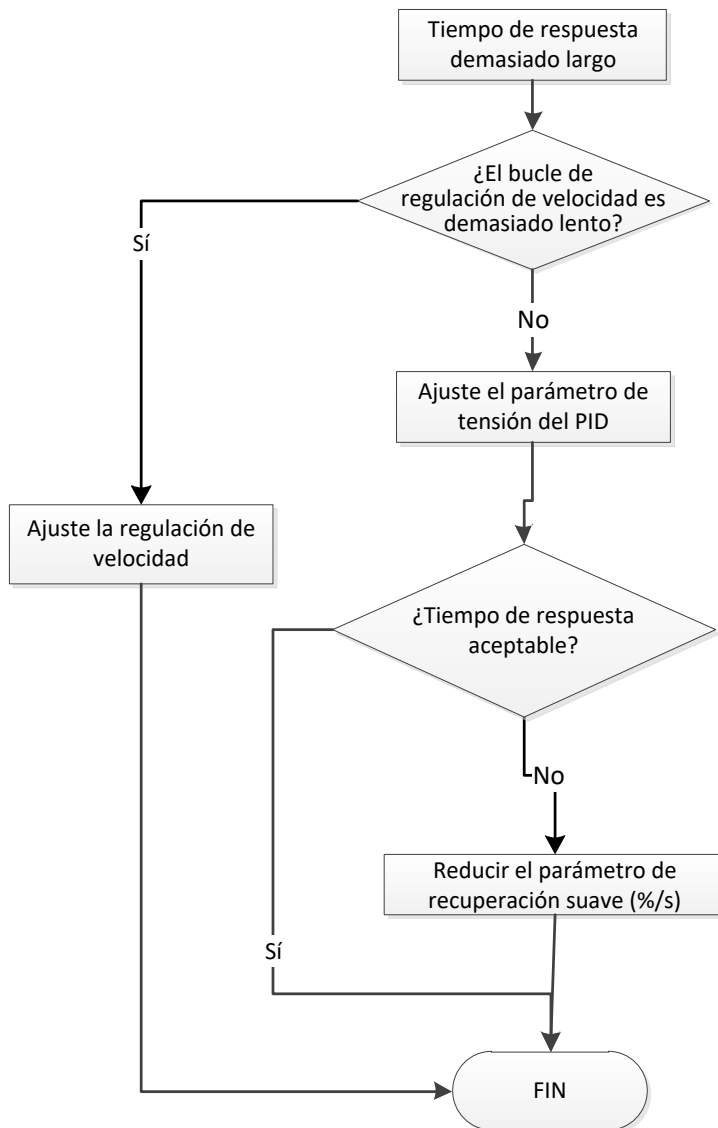 Tiempo de respuesta
demasiado largo
¿El bucle de
regulación de velocidad es
demasiado lento?
Sí
No
Ajuste el parámetro de
tensión del PID
Ajuste la regulación de
velocidad
¿Tiempo de respuesta
aceptable?
No
Reducir el parámetro de
recuperación suave (%/s)
Sí
FIN